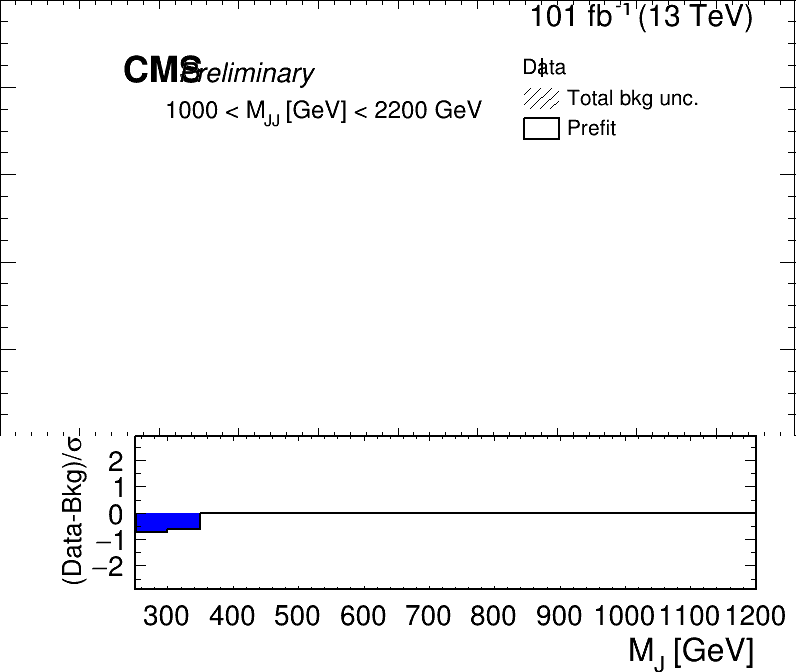 101 fb⁻¹ (13 TeV)
CMS Preliminary
Data
1000 < M_JJ [GeV] < 2200 GeV
Total bkg unc.
Prefit
(Data-Bkg)/σ
2
1
0
−1
−2
300 400 500 600 700 800 900 1000 1100 1200
M_J [GeV]